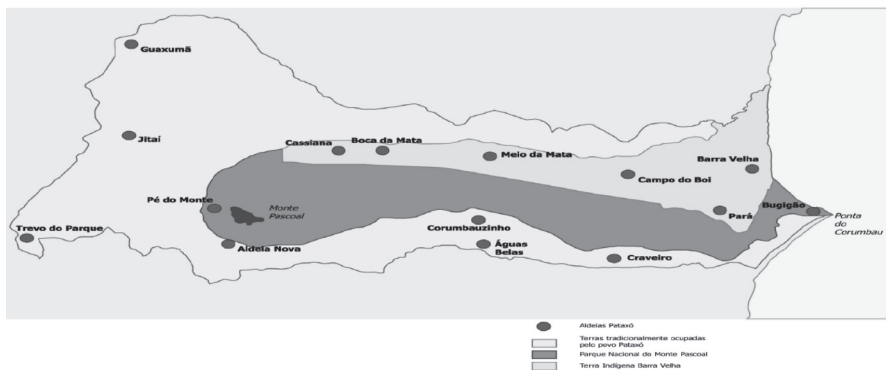 Guaxumã
Jitaí
Cassiana
Boca da Mata
Meio da Mata
Barra Velha
Campo do Boi
Pé do Monte
Monte
Pascoal
Pará
Bugigão
Ponta
do
Corumbau
Trevo do Parque
Corumbauzinho
Aldeia Nova
Águas
Belas
Craveiro
Aldeias Pataxó
Terras tradicionalmente ocupadas
pelo povo Pataxó
Parque Nacional do Monte Pascoal
Terra Indígena Barra Velha